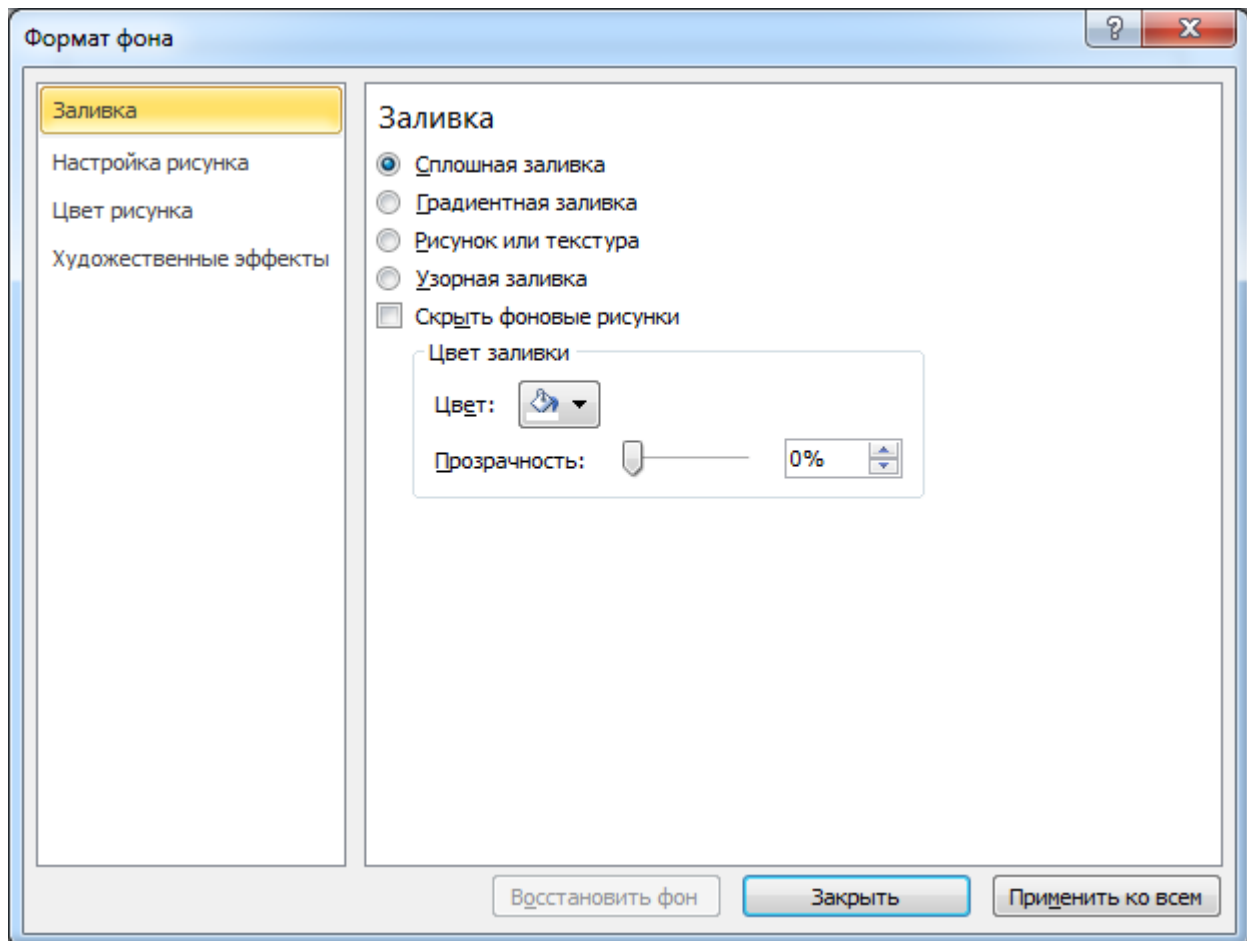 Формат фона
Заливка
Настройка рисунка
Цвет рисунка
Художественные эффекты
Заливка
Сплошная заливка
Градиентная заливка
Рисунок или текстура
Узорная заливка
Скрыть фоновые рисунки
Цвет заливки
Цвет:
Прозрачность: 0%
Восстановить фон Закрыть Применить ко всем